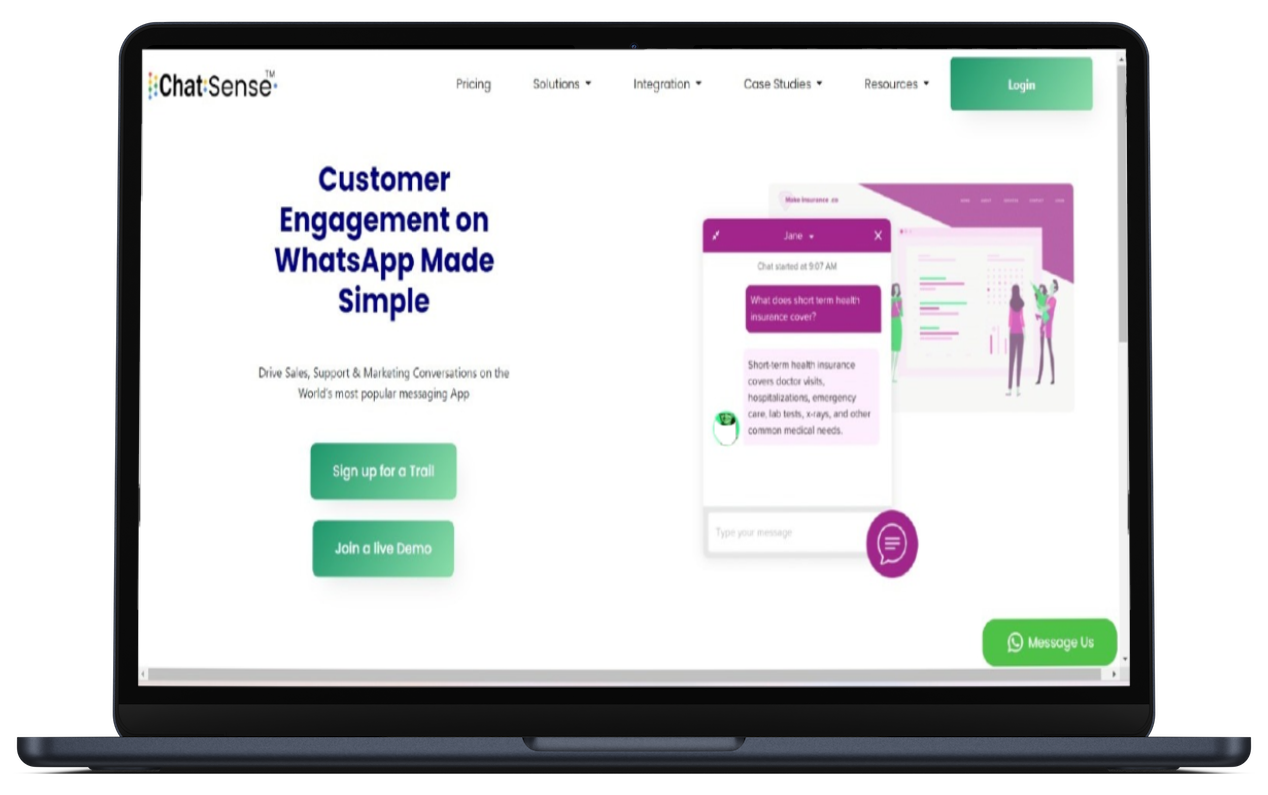 Chat:Sense™
Pricing
Solutions
Integration
Case Studies
Resources
Login
Customer
Engagement on
WhatsApp Made
Simple
Drive Sales, Support & Marketing Conversations on the
World's most popular messaging App
Sign up for a Trail
Join a live Demo
Make Insurance .co
Jane
Chat started at 9:07 AM
What does short term health
insurance cover?
Short-term health insurance
covers doctor visits,
hospitalizations, emergency
care, lab tests, x-rays, and other
common medical needs.
Type your message
Message Us